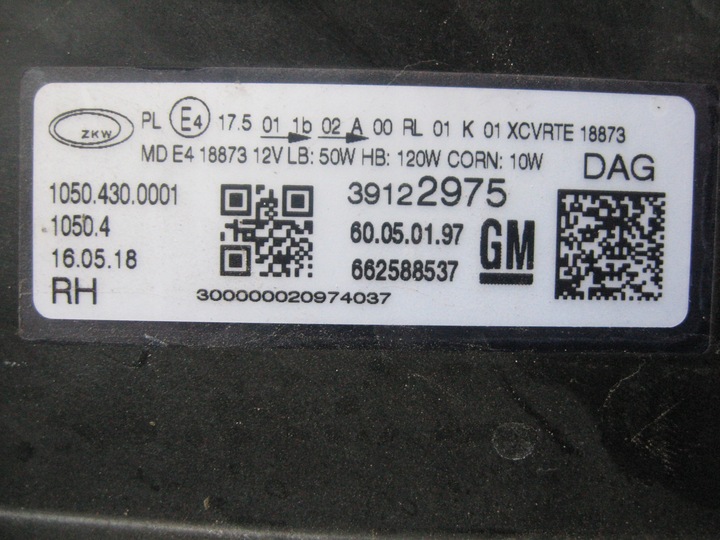 ZKW PL E4 17.5 01 1b 02 A 00 RL 01 K 01 XCVRTE 18873
MD E4 18873 12V LB: 50W HB: 120W CORN: 10W DAG
1050.430.0001 39122975
1050.4 60.05.01.97 GM
16.05.18 662588537
RH 300000020974037